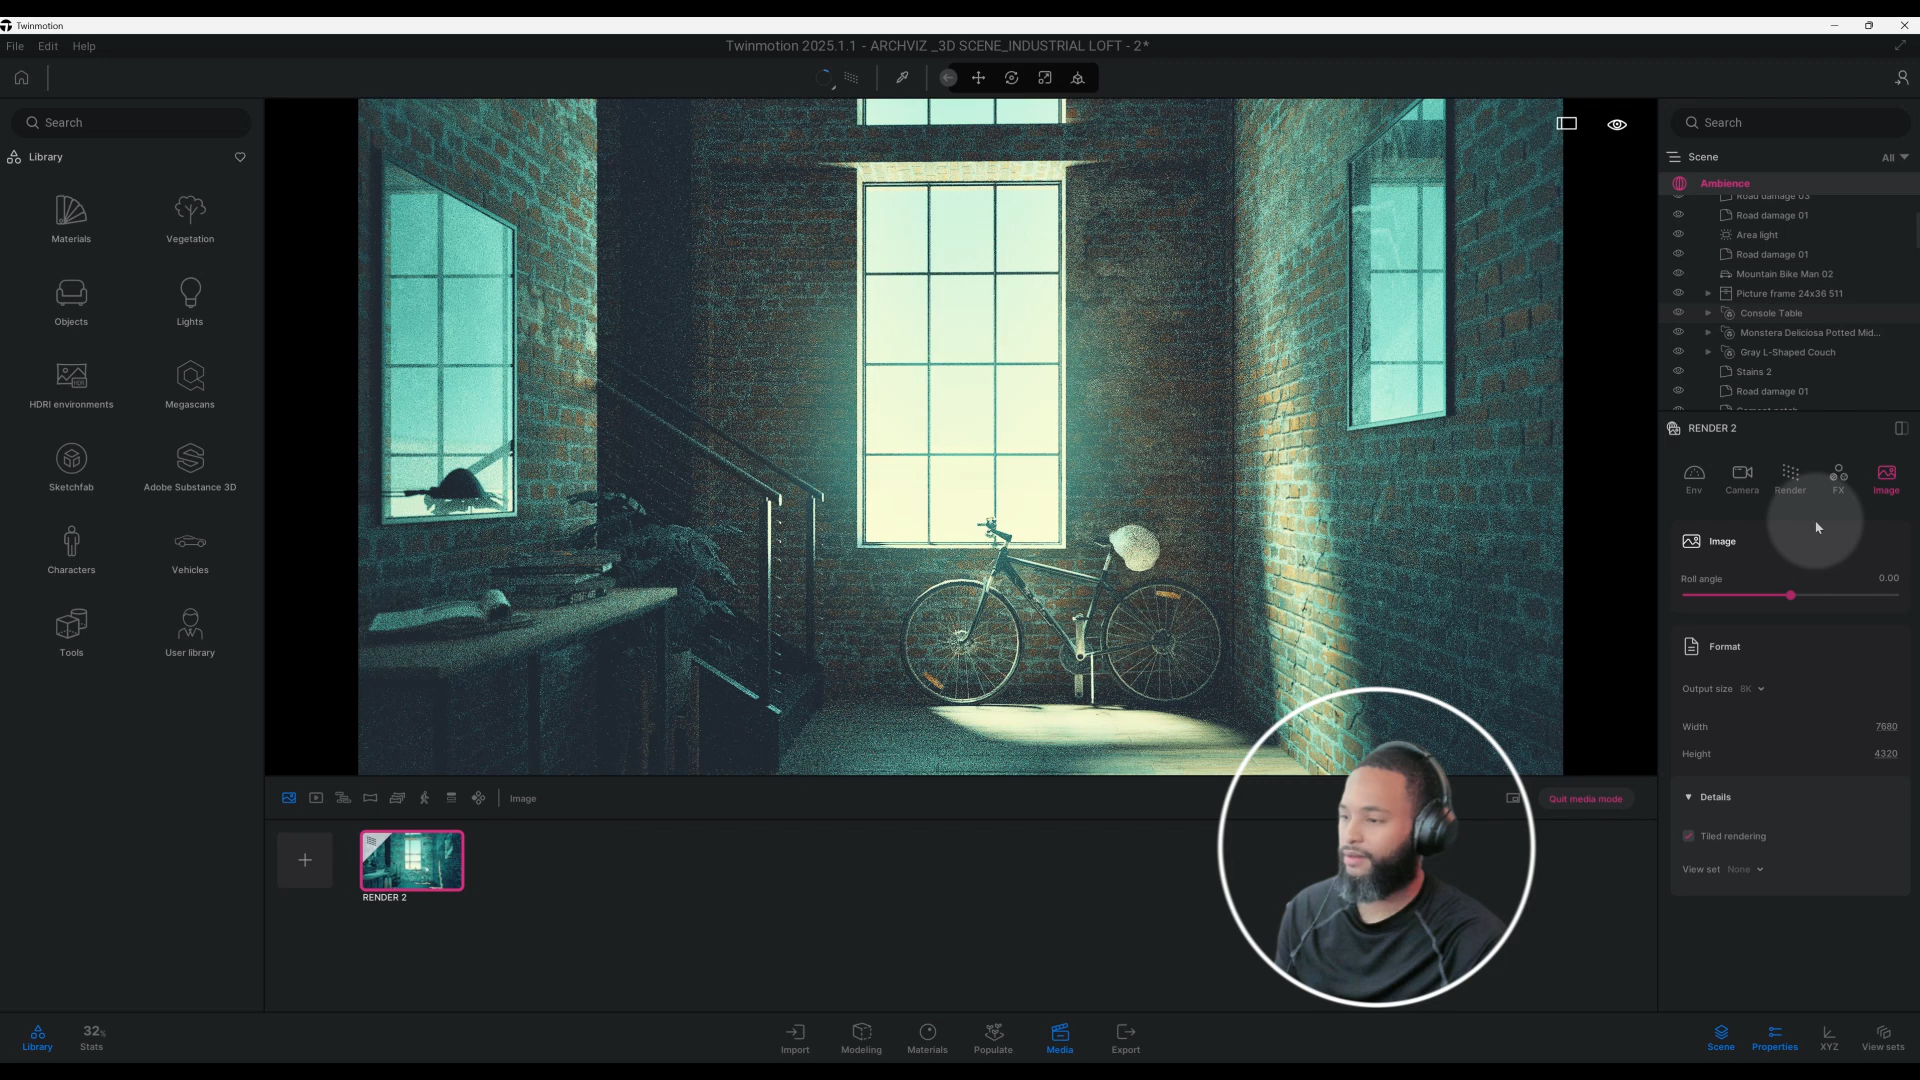 Twinmotion
File Edit Help
Twinmotion 2025.1.1 - ARCHVIZ _3D SCENE_INDUSTRIAL LOFT - 2*
Search
Library
Materials Vegetation
Objects Lights
HDR
HDRI environments Megascans
Sketchfab Adobe Substance 3D
Characters Vehicles
Tools User library
Search
Scene All
Ambience
Road damage 03
Road damage 01
Area light
Road damage 01
Mountain Bike Man 02
Picture frame 24x36 511
Console Table
Monstera Deliciosa Potted Mid...
Gray L-Shaped Couch
Stains 2
Road damage 01
RENDER 2
Env Camera Render FX Image
Image
Roll angle 0.00
Format
Output size 8K
Width 7680
Height 4320
Details
Tiled rendering
View set None
Image
Quit media mode
RENDER 2
Library
32%
Stats
Import Modeling Materials Populate Media Export
Scene Properties XYZ View sets